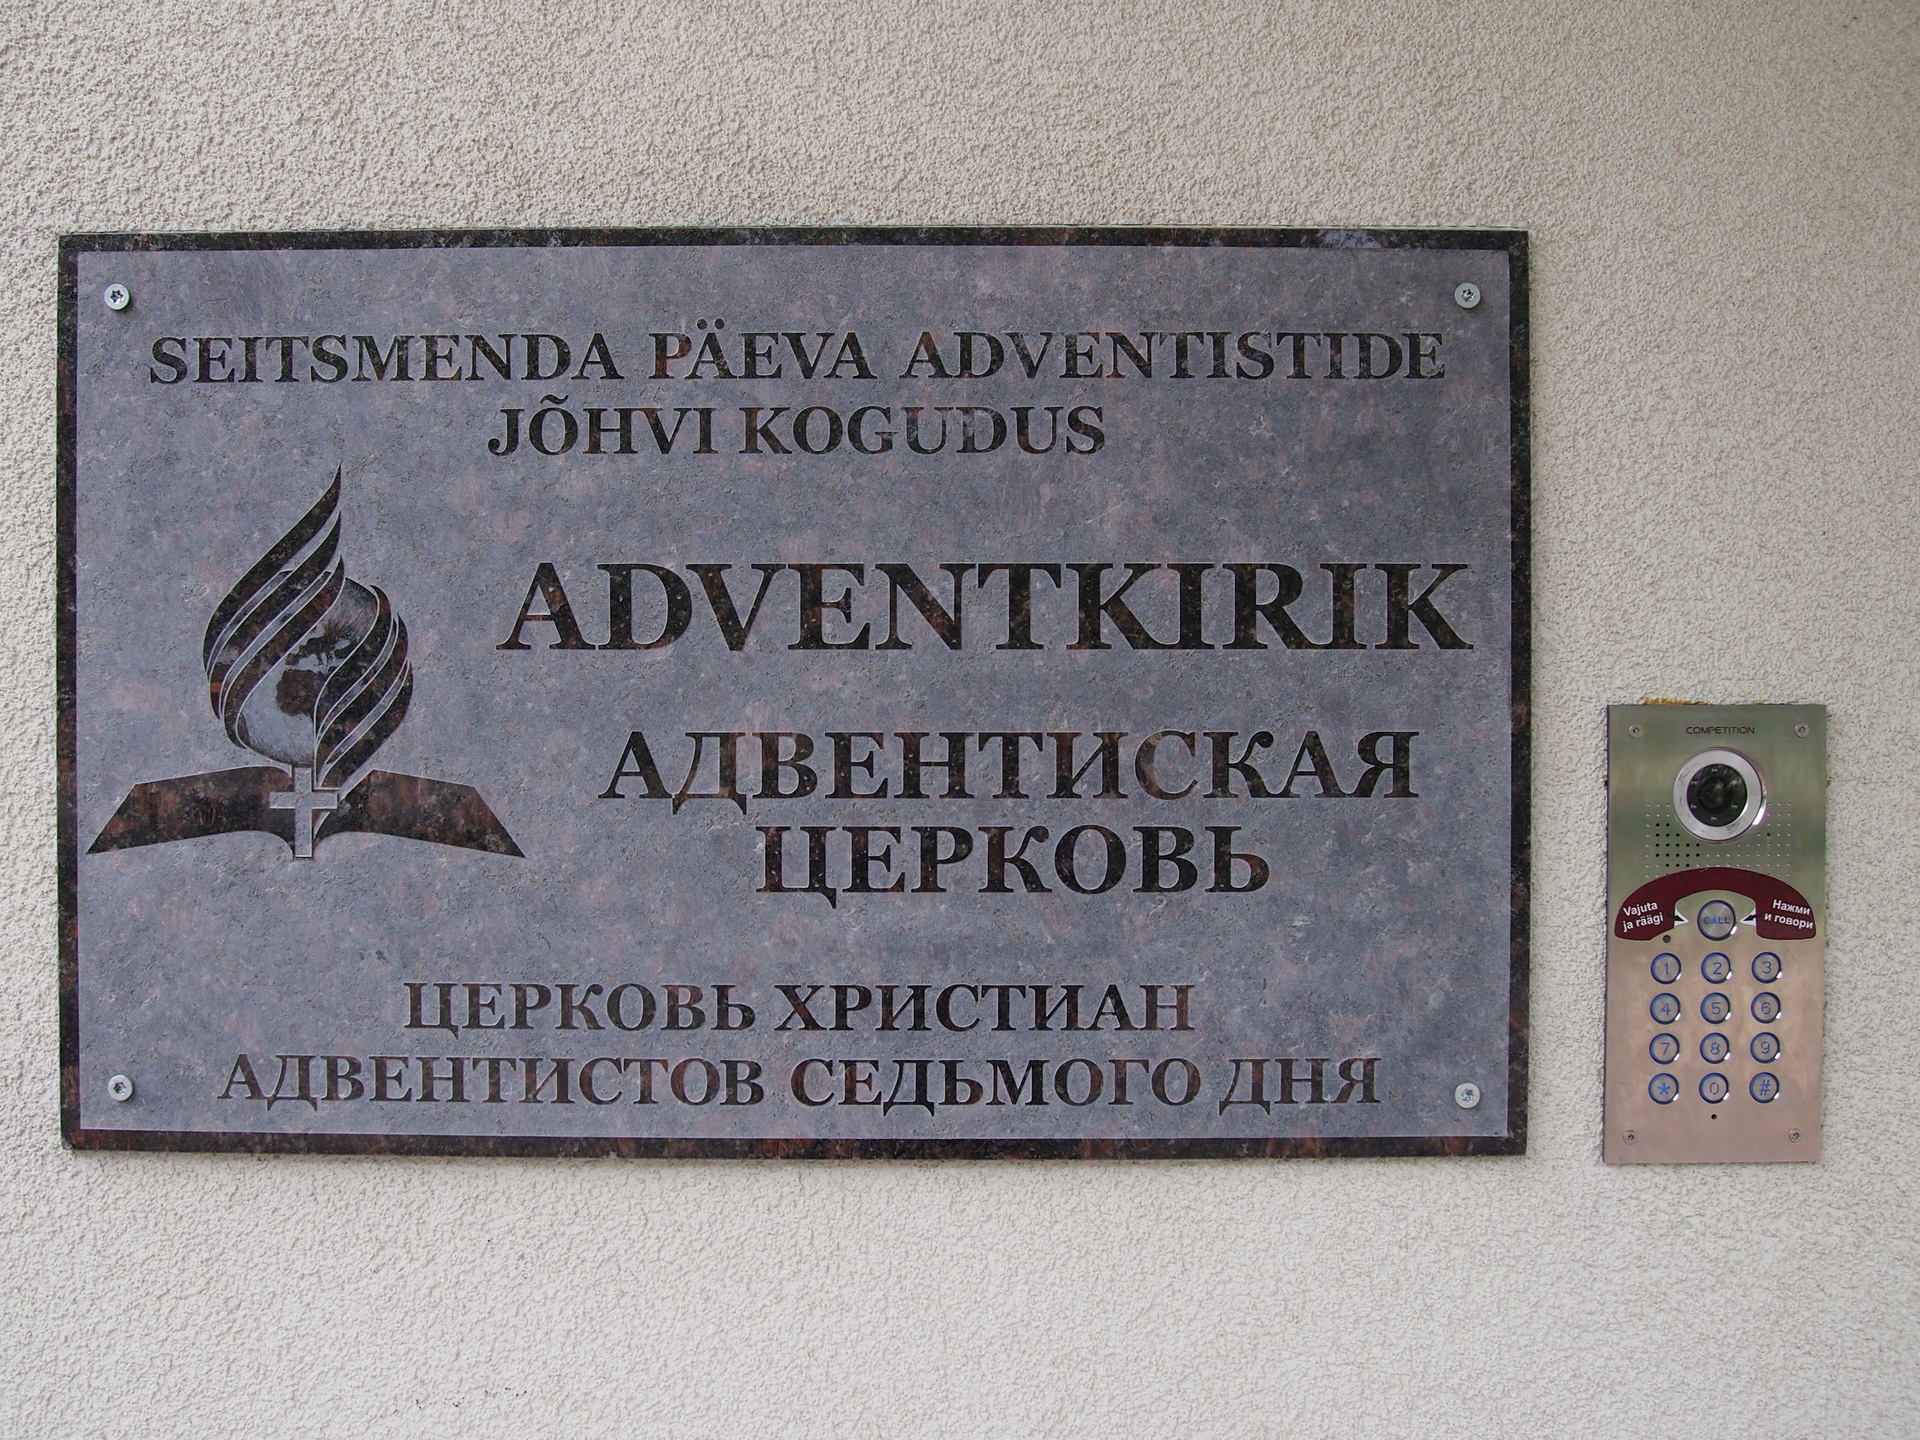 SEITSMENDA PÄEVA ADVENTISTIDE
JÕHVI KOGUDUS
ADVENTKIRIK
АДВЕНТИСКАЯ
ЦЕРКОВЬ
ЦЕРКОВЬ ХРИСТИАН
АДВЕНТИСТОВ СЕДЬМОГО ДНЯ
COMPETITION
Vajuta
ja räägi
CALL
Нажми
и говори
1 2 3
4 5 6
7 8 9
* 0 #